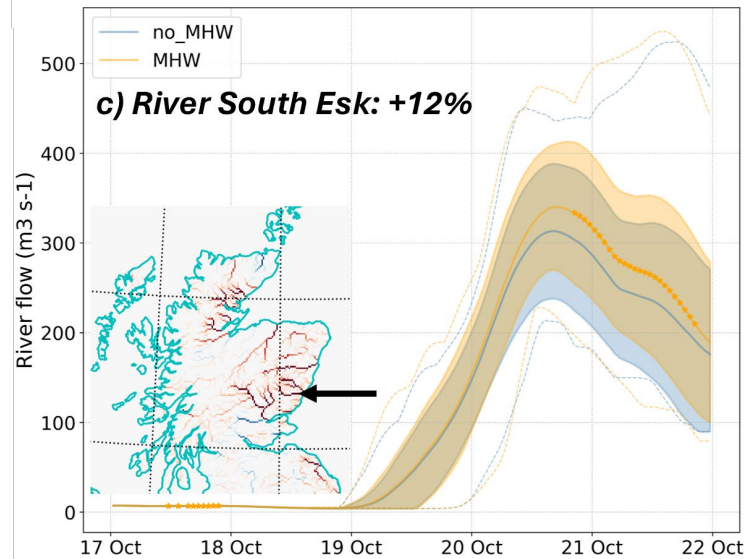 no_MHW
MHW
c) River South Esk: +12%
River flow (m3 s-1)
500
400
300
200
100
0
17 Oct 18 Oct 19 Oct 20 Oct 21 Oct 22 Oct